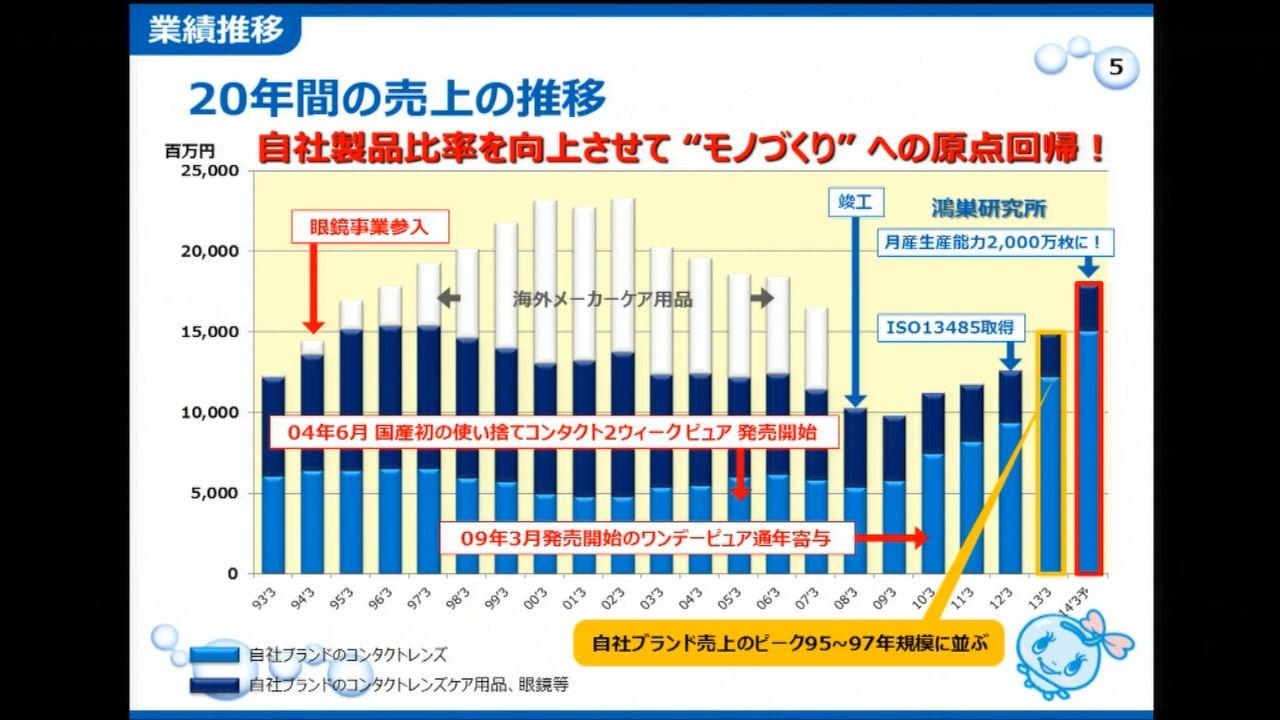 業績推移
5
20年間の売上の推移
自社製品比率を向上させて “モノづくり” への原点回帰！
百万円
25,000
20,000
15,000
10,000
5,000
0
眼鏡事業参入
竣工
鴻巣研究所
月産生産能力2,000万枚に！
海外メーカーケア用品
ISO13485取得
04年6月 国産初の使い捨てコンタクト2ウィークピュア 発売開始
09年3月発売開始のワンデーピュア通年寄与
93'3 94'3 95'3 96'3 97'3 98'3 99'3 00'3 01'3 02'3 03'3 04'3 05'3 06'3 07'3 08'3 09'3 10'3 11'3 12'3 13'3 14'3予
自社ブランド売上のピーク95～97年規模に並ぶ
自社ブランドのコンタクトレンズ
自社ブランドのコンタクトレンズケア用品、眼鏡等